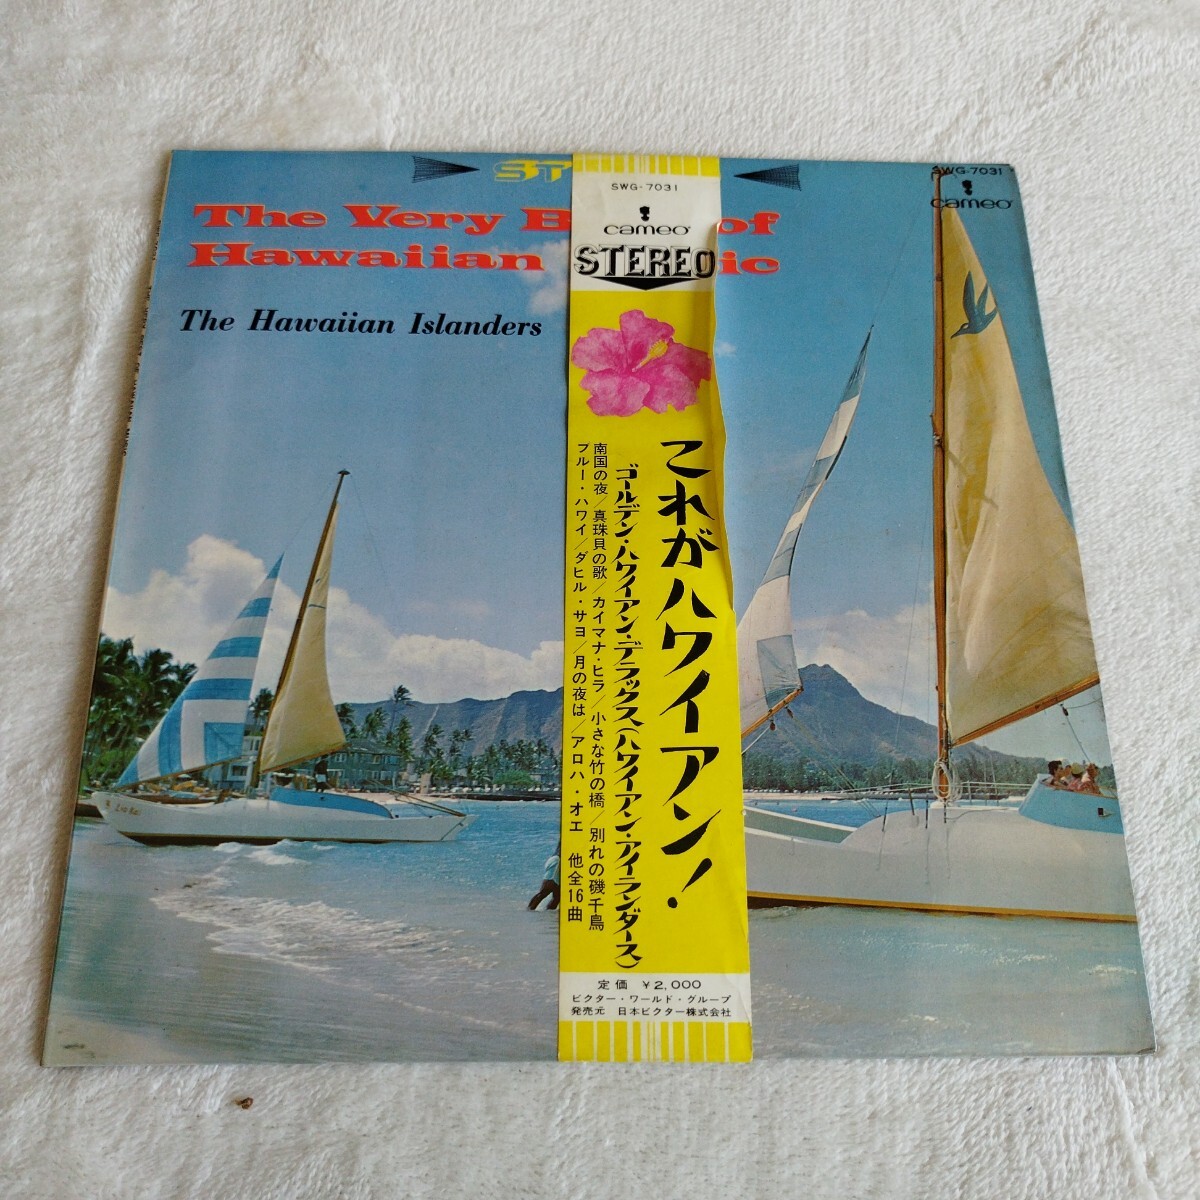 ST
SWG-7031
cameo
The Very B of
Hawaiian ic
The Hawaiian Islanders
SWG-7031
cameo
STEREO
これがハワイアン！
ゴールデン・ハワイアン・デラックス（ハワイアン・アイランダース）
南国の夜／真珠貝の歌／カイマナ・ヒラ／小さな竹の橋／別れの磯千鳥
ブルー・ハワイ／ダヒル・サヨ／月の夜は／アロハ・オエ 他全16曲
定価 ￥2,000
ビクター・ワールド・グループ
発売元 日本ビクター株式会社